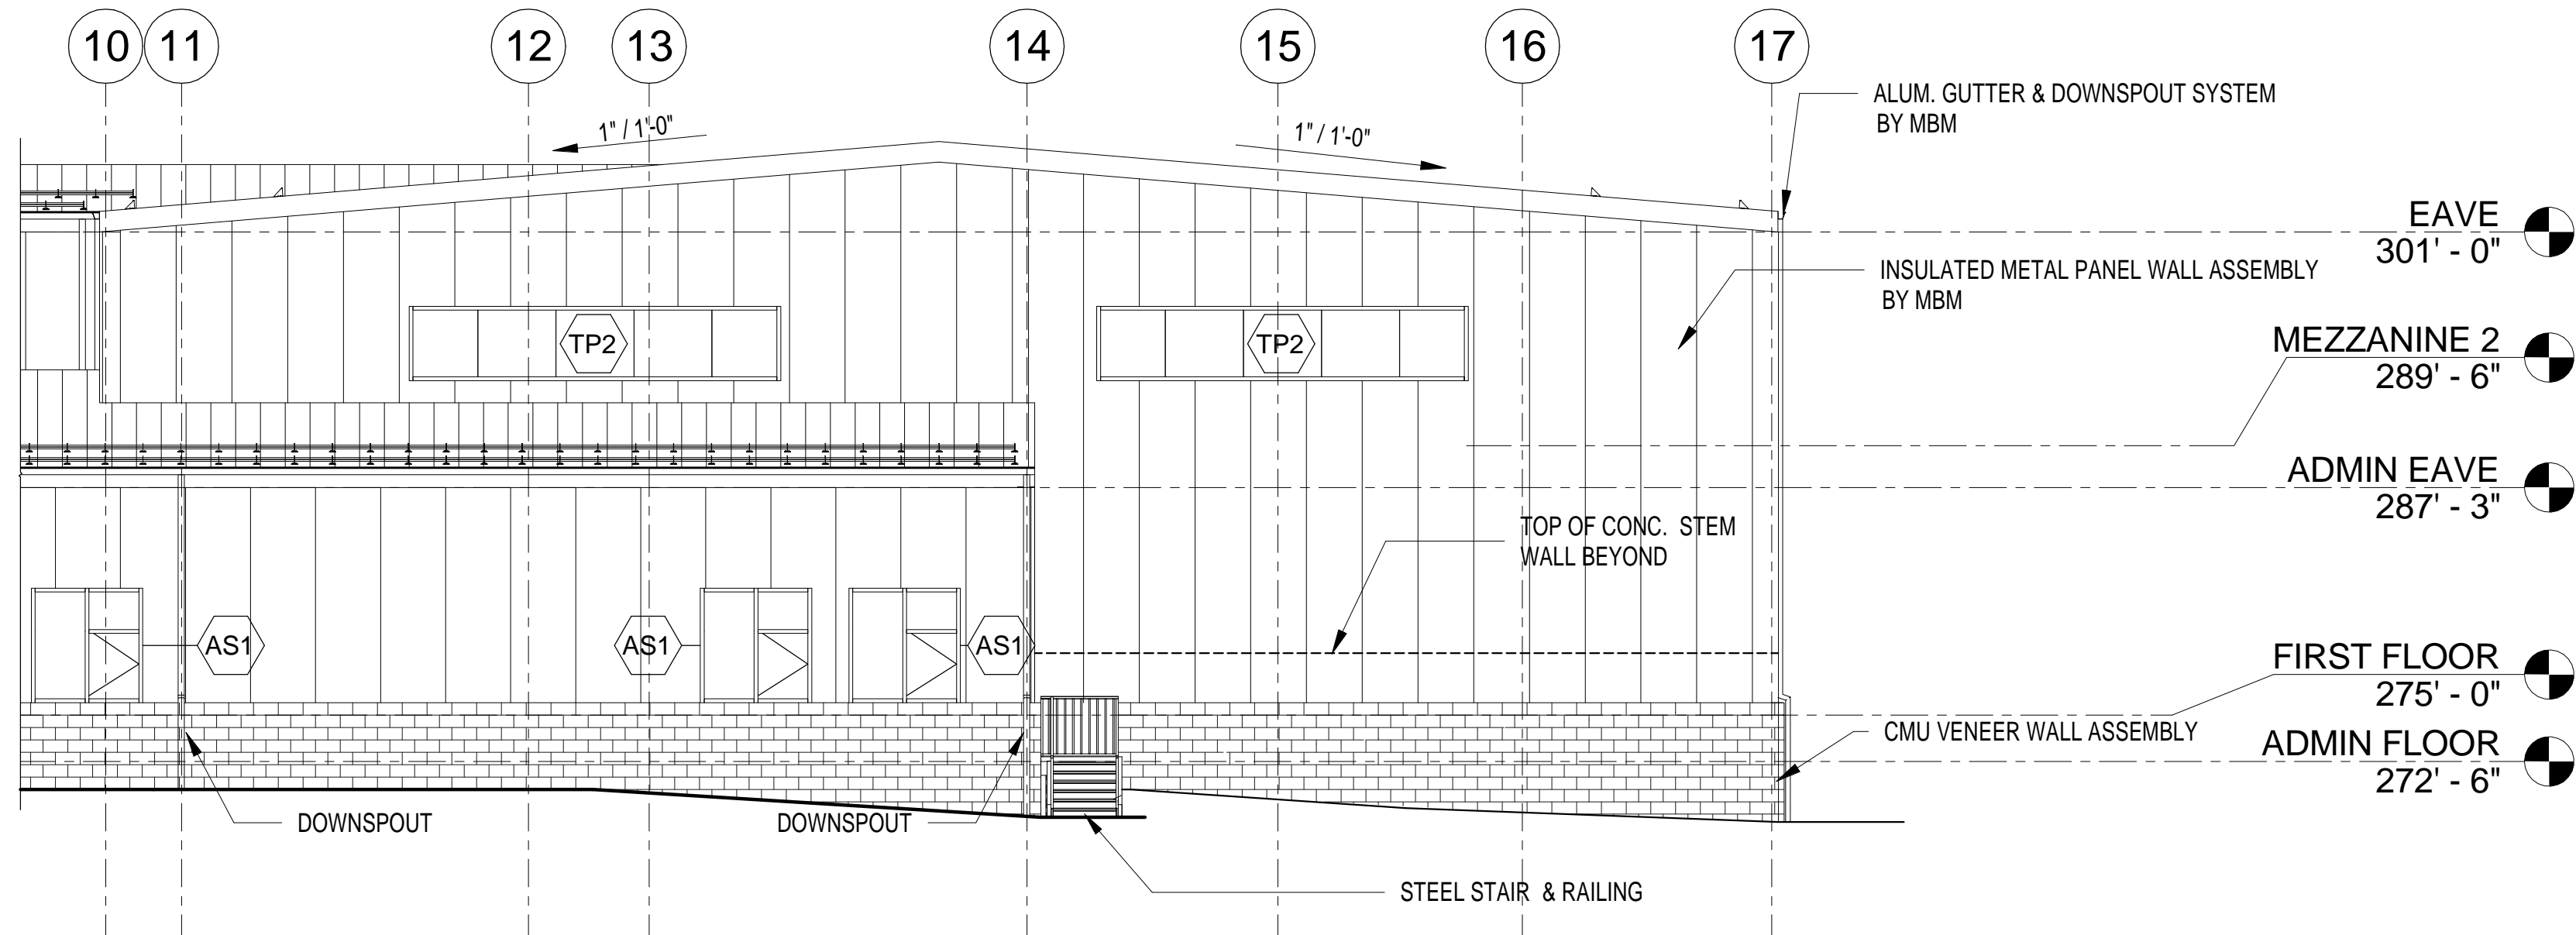 10 11 12 13 14 15 16 17
ALUM. GUTTER & DOWNSPOUT SYSTEM
BY MBM
1" / 1'-0"
1" / 1'-0"
EAVE
301' - 0"
INSULATED METAL PANEL WALL ASSEMBLY
BY MBM
TP2
TP2
MEZZANINE 2
289' - 6"
ADMIN EAVE
287' - 3"
TOP OF CONC. STEM
WALL BEYOND
AS1
AS1
AS1
FIRST FLOOR
275' - 0"
CMU VENEER WALL ASSEMBLY
ADMIN FLOOR
272' - 6"
DOWNSPOUT
DOWNSPOUT
STEEL STAIR & RAILING